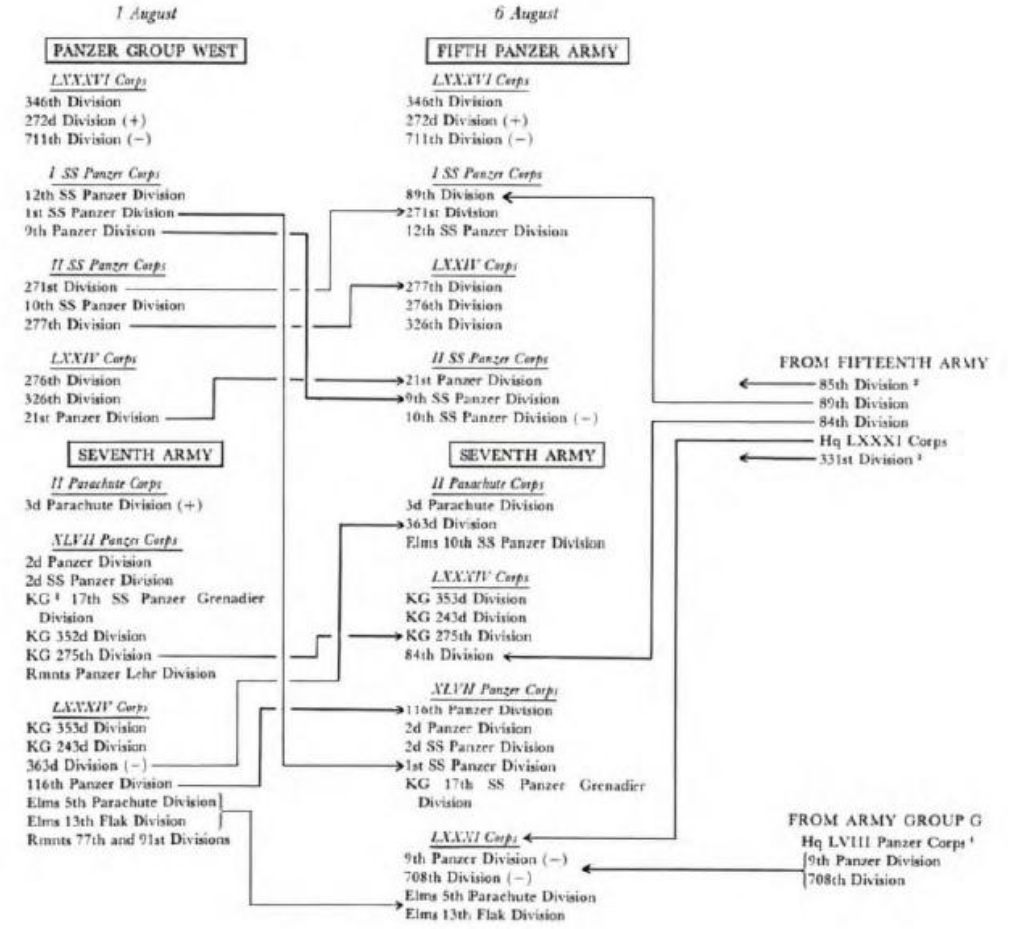 1 August
PANZER GROUP WEST
LXXXVI Corps
346th Division
272d Division (+)
711th Division (−)
I SS Panzer Corps
12th SS Panzer Division
1st SS Panzer Division
9th Panzer Divison
II SS Panzer Corps
271st Division
10th SS Panzer Division
277th Division
LXXIV Corps
276th Division
326th Division
21st Panzer Division
SEVENTH ARMY
II Parachute Corps
3d Parachute Division (+)
XLVII Panzer Corps
2d Panzer Division
2d SS Panzer Division
KG ¹ 17th SS Panzer Grenadier
Division
KG 352d Division
KG 275th Division
Rmnts Panzer Lehr Division
LXXXIV Corps
KG 353d Division
KG 243d Division
363d Division (−)
116th Panzer Division
Elms 5th Parachute Division
Elms 13th Flak Division
Rmnts 77th and 91st Divisions
6 August
FIFTH PANZER ARMY
LXXXVI Corps
346th Division
272d Division (+)
711th Division (−)
I SS Panzer Corps
89th Division
271st Division
12th SS Panzer Division
LXXIV Corps
277th Division
276th Division
326th Division
II SS Panzer Corps
21st Panzer Division
9th SS Panzer Division
10th SS Panzer Division (−)
SEVENTH ARMY
II Parachute Corps
3d Parachute Division
363d Division
Elms 10th SS Panzer Division
LXXXIV Corps
KG 353d Division
KG 243d Division
KG 275th Division
84th Division
XLVII Panzer Corps
116th Panzer Division
2d Panzer Division
2d SS Panzer Division
1st SS Panzer Division
KG 17th SS Panzer Grenadier
Division
LXXXI Corps
9th Panzer Division (−)
708th Division (−)
Elms 5th Parachute Division
Elms 13th Flak Division
FROM FIFTEENTH ARMY
85th Division ²
89th Division
84th Division
Hq LXXXI Corps
331st Division ³
FROM ARMY GROUP G
Hq LVIII Panzer Corps ⁴
9th Panzer Division
708th Division